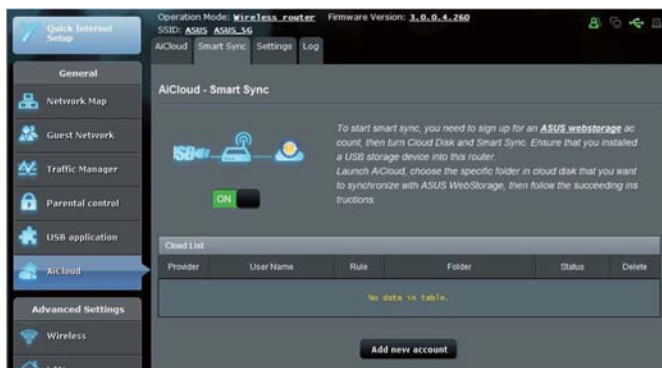 Quick Internet
Setup
Operation Mode: Wireless router Firmware Version: 3.0.0.4.260
SSID: ASUS ASUS_5G
AiCloud Smart Sync Settings Log
General
Network Map
Guest Network
Traffic Manager
Parental control
USB application
AiCloud
Advanced Settings
Wireless
AiCloud - Smart Sync
USB
To start smart sync, you need to sign up for an ASUS webstorage ac
count, then turn Cloud Disk and Smart Sync. Ensure that you installed
a USB storage device into this router.
Launch AiCloud, choose the specific folder in cloud disk that you want
to synchronize with ASUS WebStorage, then follow the succeeding ins
tructions.
ON
Cloud List
Provider User Name Rule Folder Status Delete
No data in table.
Add new account